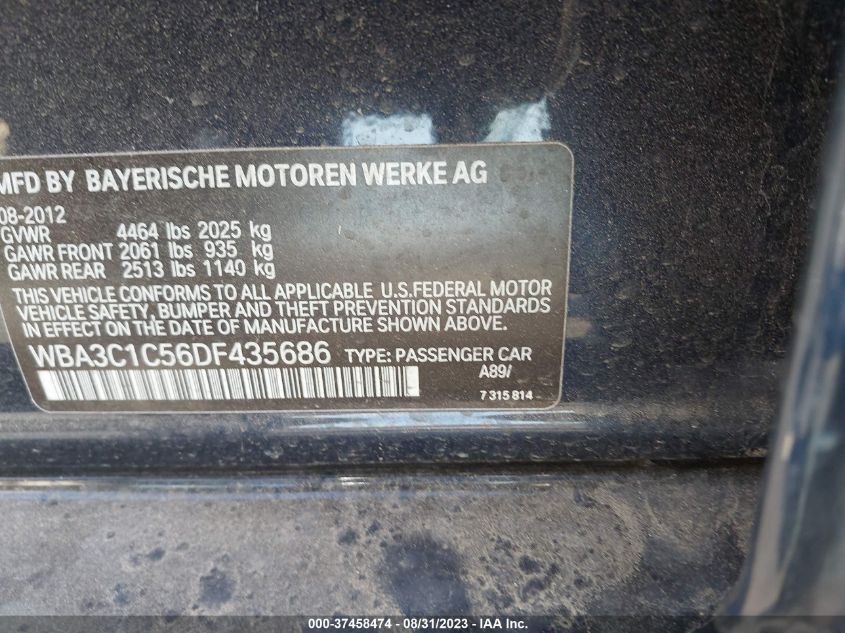 MFD BY BAYERISCHE MOTOREN WERKE AG
08-2012
GVWR 4464 lbs 2025 kg
GAWR FRONT 2061 lbs 935 kg
GAWR REAR 2513 lbs 1140 kg
THIS VEHICLE CONFORMS TO ALL APPLICABLE U.S.FEDERAL MOTOR
VEHICLE SAFETY, BUMPER AND THEFT PREVENTION STANDARDS
IN EFFECT ON THE DATE OF MANUFACTURE SHOWN ABOVE.
WBA3C1C56DF435686 TYPE: PASSENGER CAR
A89/
7 315 814
000-37458474 - 08/31/2023 - IAA Inc.